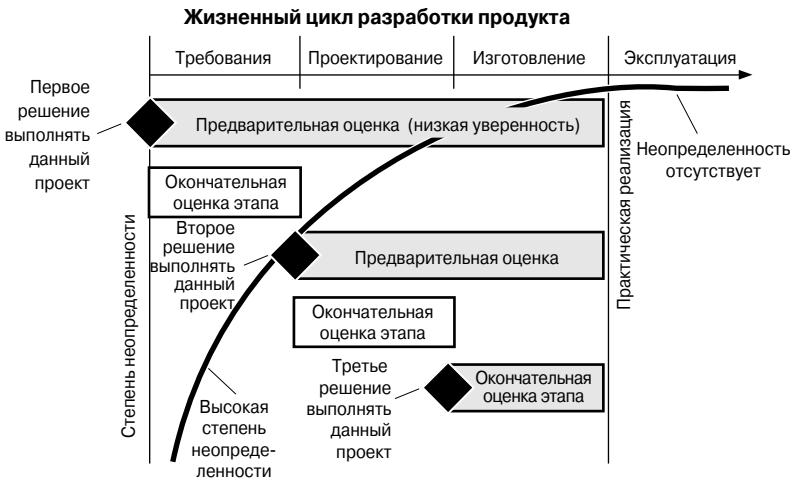 Жизненный цикл разработки продукта
Требования
Проектирование
Изготовление
Эксплуатация
Первое
решение
выполнять
данный
проект
Предварительная оценка (низкая уверенность)
Неопределенность
отсутствует
Практическая реализация
Окончательная
оценка этапа
Степень неопределенности
Второе
решение
выполнять
данный
проект
Предварительная оценка
Окончательная
оценка этапа
Третье
решение
выполнять
данный
проект
Окончательная
оценка этапа
Высокая
степень
неопреде-
ленности